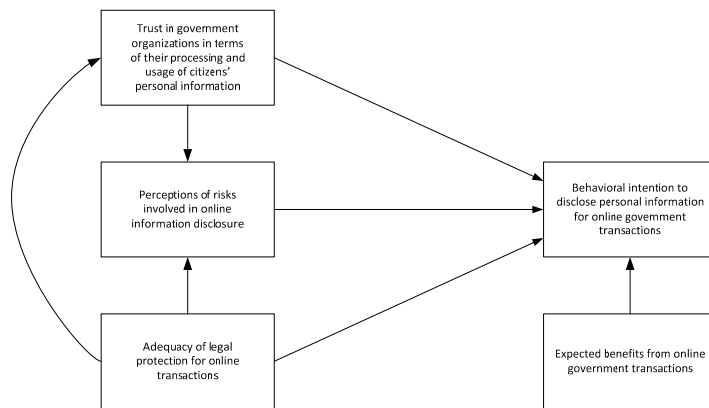 Trust in government
organizations in terms
of their processing and
usage of citizens'
personal information
Perceptions of risks
involved in online
information disclosure
Behavioral intention to
disclose personal information
for online government
transactions
Adequacy of legal
protection for online
transactions
Expected benefits from online
government transactions